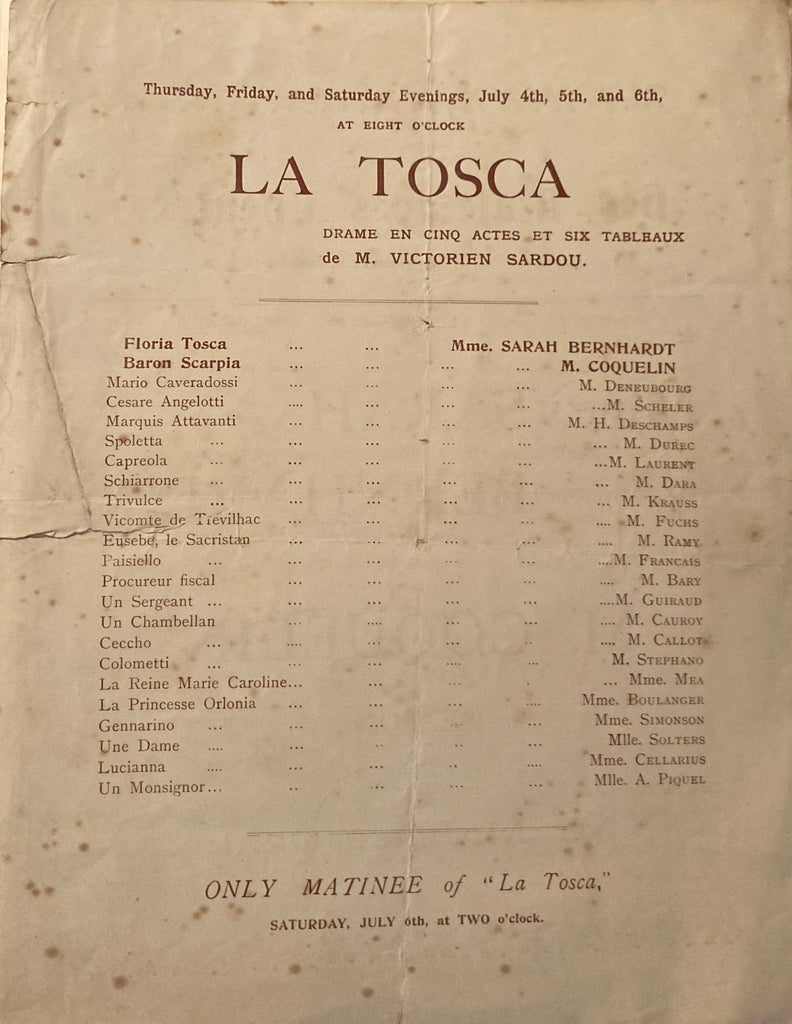 Thursday, Friday, and Saturday Evenings, July 4th, 5th, and 6th,
AT EIGHT O'CLOCK
LA TOSCA
DRAME EN CINQ ACTES ET SIX TABLEAUX
de M. VICTORIEN SARDOU.
Floria Tosca ... ... Mme. SARAH BERNHARDT
Baron Scarpia ... ... ... ... M. COQUELIN
Mario Caveradossi ... ... ... ... M. DENEUBOURG
Cesare Angelotti .... ... ... ... ...M. SCHELER
Marquis Attavanti ... ... ... ... M. H. DESCHAMPS
Spoletta ... ... ... ... ... ... M. DUREC
Capreola ... ... ... ... ... ...M. LAURENT
Schiarrone ... ... ... ... ... ... M. DARA
Trivulce ... ... ... ... ... ... M. KRAUSS
Vicomte de Trévilhac ... ... ... ... .... M. FUCHS
Eusebe, le Sacristan ... ... ... ... .... M. RAMY
Paisiello ... ... ... ... ... ....M. FRANCAIS
Procureur fiscal ... ... ... ... .... M. BARY
Un Sergeant ... ... ... ... ... ....M. GUIRAUD
Un Chambellan ... .... ... ... .... M. CAUROY
Ceccho ... .... ... ... .. .... M. CALLOT
Colometti ... ... ... .... ... M. STEPHANO
La Reine Marie Caroline... ... ... . ... Mme. MEA
La Princesse Orlonia ... ... ... .... Mme. BOULANGER
Gennarino ... ... ... ... ... Mme. SIMONSON
Une Dame .... ... .. .. ... Mlle. SOLTERS
Lucianna .... ... ... .. ... Mme. CELLARIUS
Un Monsignor... .. ... ... ... Mlle. A. PIQUEL
ONLY MATINEE of "La Tosca,"
SATURDAY, JULY 6th, at TWO o'clock.